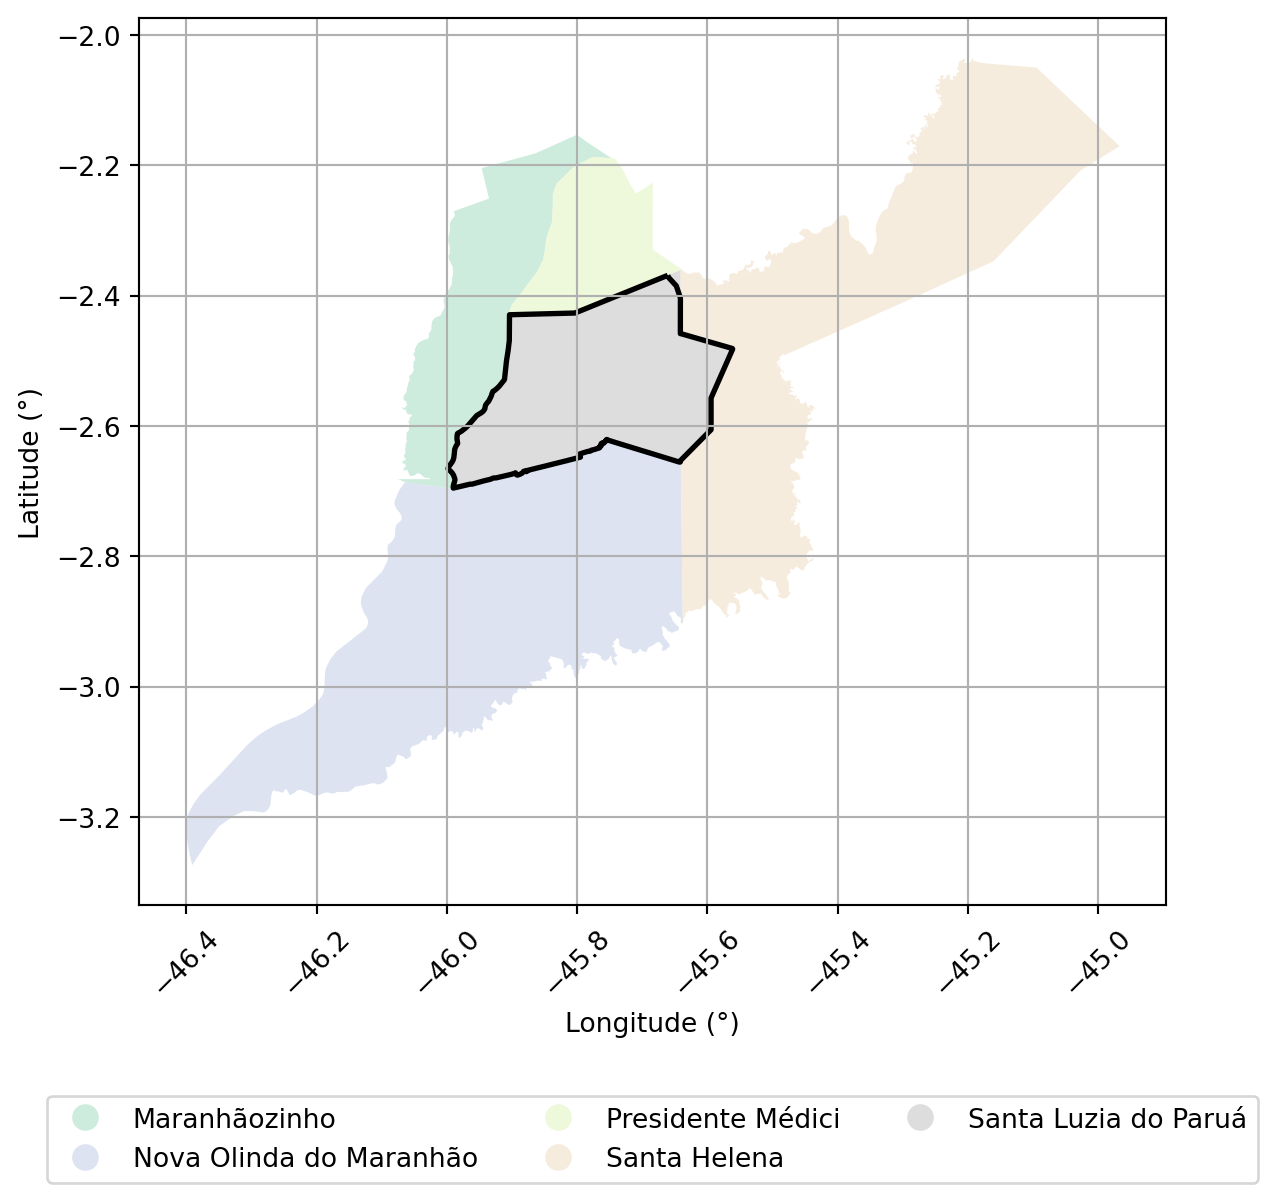 −2.0
−2.2
−2.4
−2.6
−2.8
−3.0
−3.2
Latitude (°)
−46.4
−46.2
−46.0
−45.8
−45.6
−45.4
−45.2
−45.0
Longitude (°)
Maranhãozinho
Nova Olinda do Maranhão
Presidente Médici
Santa Helena
Santa Luzia do Paruá